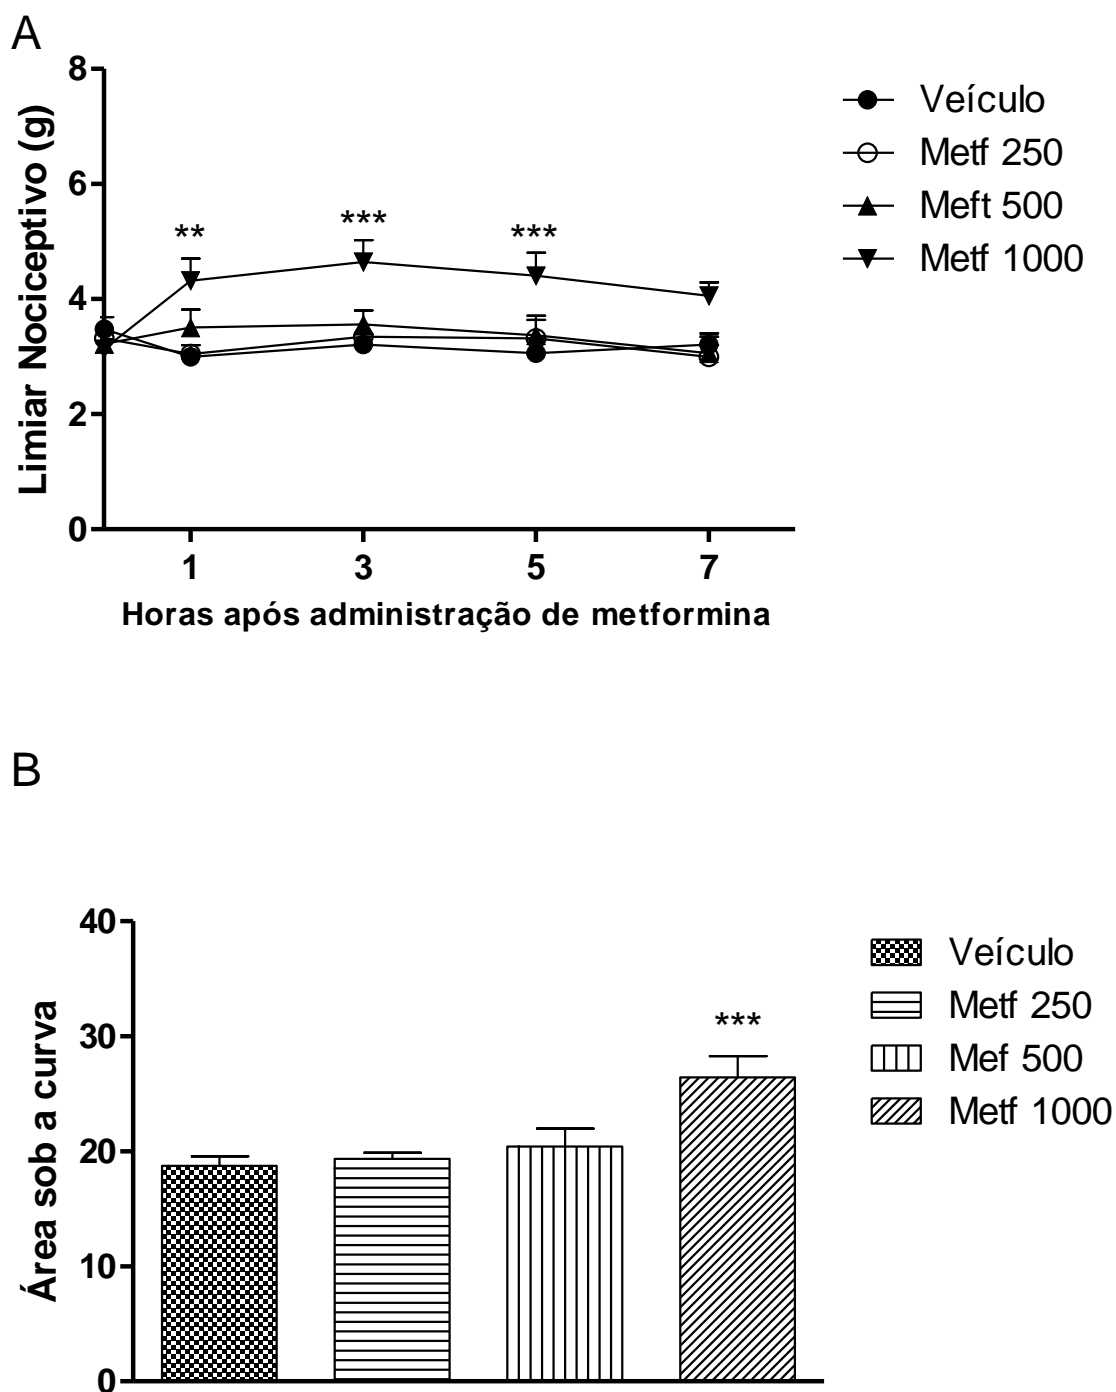 A
Limiar Nociceptivo (g)
8
6
4
2
0
**
***
***
1 3 5 7
Horas após administração de metformina
Veículo
Metf 250
Meft 500
Metf 1000
B
Área sob a curva
40
30
20
10
0
***
Veículo
Metf 250
Mef 500
Metf 1000